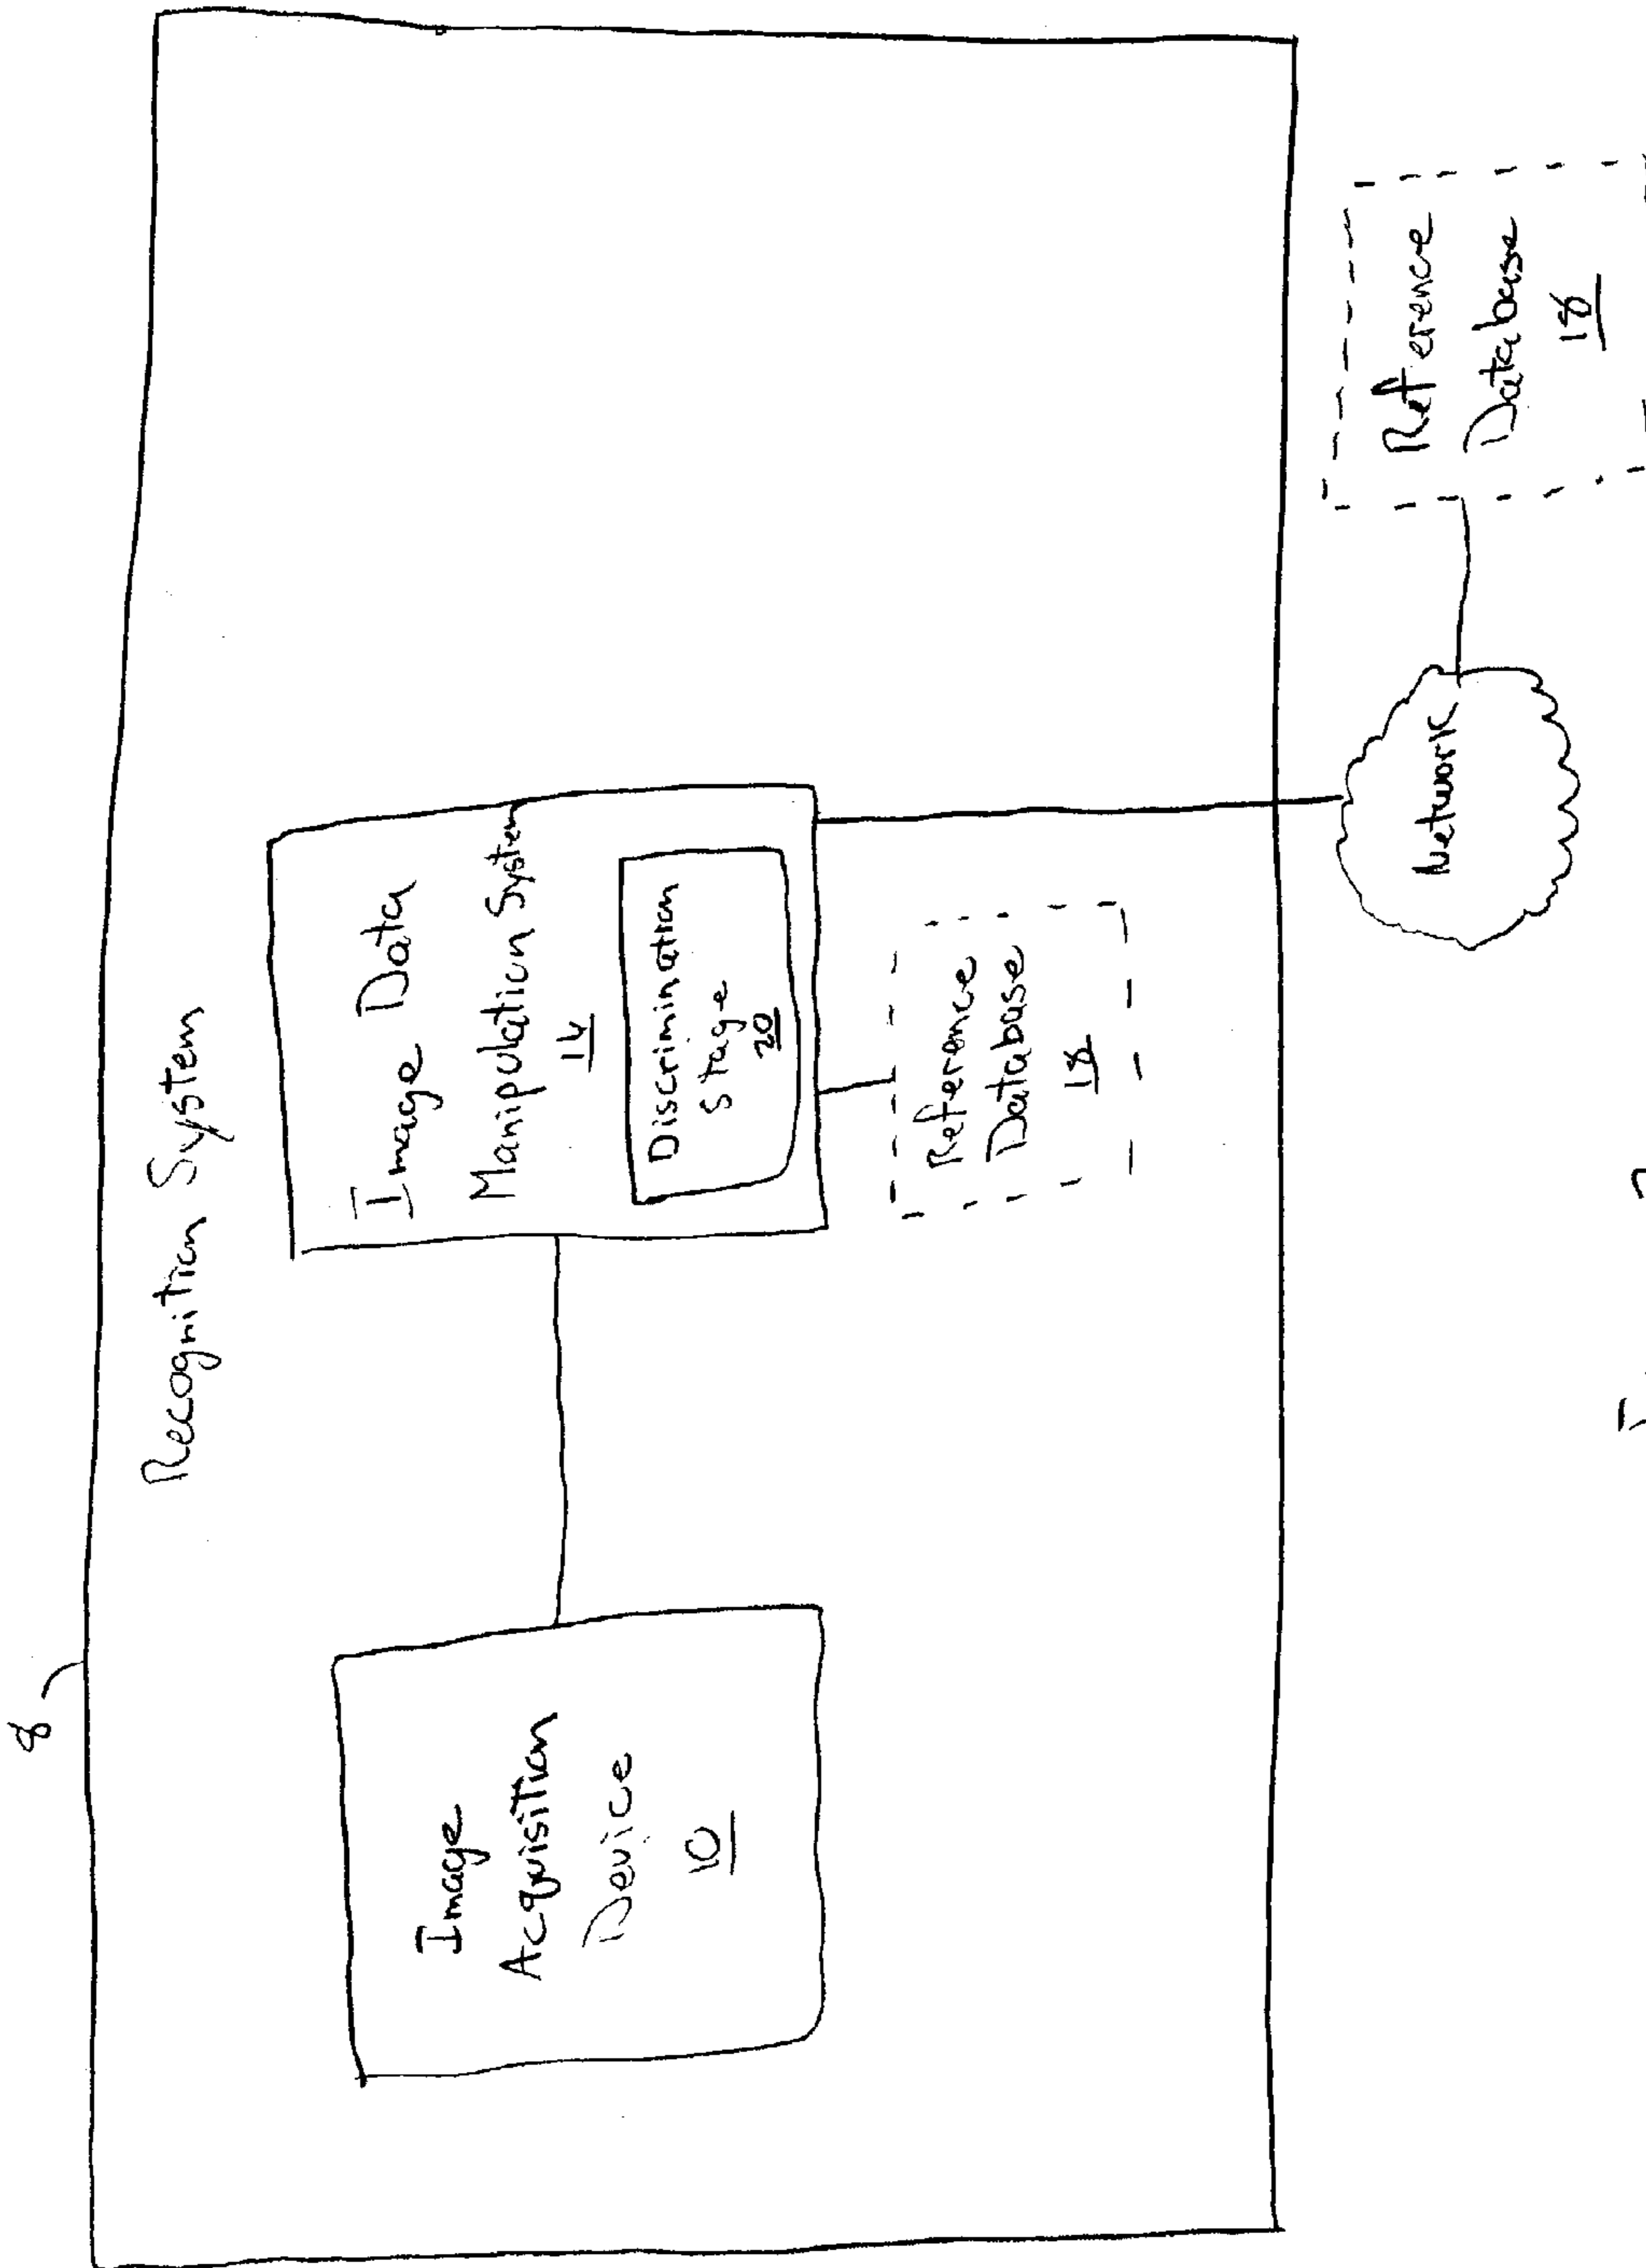 8
Recognition System
Image
Acquisition
Device
10
Image Data
Manipulation System
Discrimination
Stage
20
Reference
Database
18
Network
Reference
Database
18